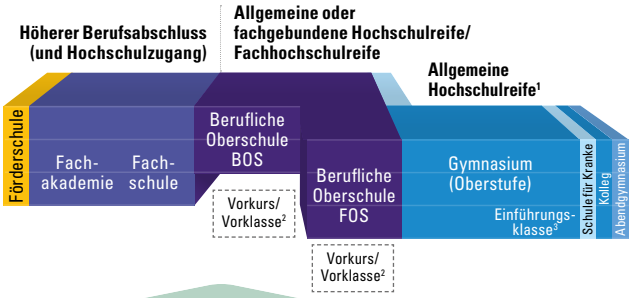 Höherer Berufsabschluss
(und Hochschulzugang)
Allgemeine oder
fachgebundene Hochschulreife/
Fachhochschulreife
Allgemeine
Hochschulreife¹
Förderschule
Fach-
akademie
Fach-
schule
Berufliche
Oberschule
BOS
Vorkurs/
Vorklasse²
Berufliche
Oberschule
FOS
Vorkurs/
Vorklasse²
Gymnasium
(Oberstufe)
Einführungs-
klasse³
Schule für Kranke
Kolleg
Abendgymnasium